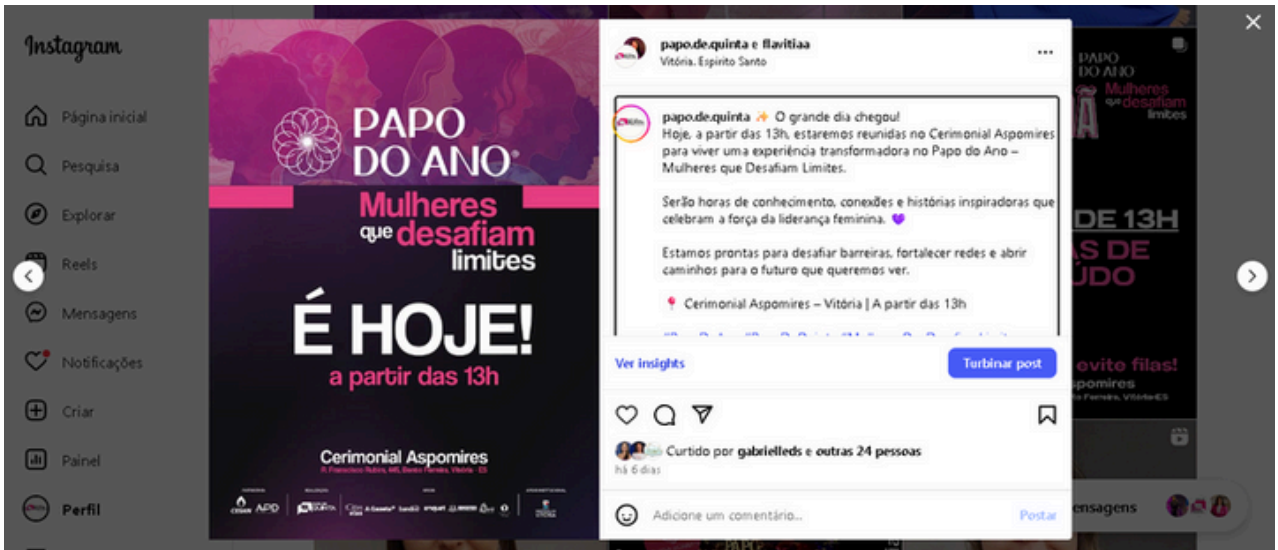 Instagram
Página inicial
Pesquisa
Explorar
Reels
Mensagens
Notificações
Criar
Painel
Perfil
PAPO
DO ANO
Mulheres
que desafiam
limites
É HOJE!
a partir das 13h
Cerimonial Aspomires
papo.de.quinta e flavitiaa
Vitória, Espírito Santo
papo.de.quinta ✨ O grande dia chegou!
Hoje, a partir das 13h, estaremos reunidas no Cerimonial Aspomires
para viver uma experiência transformadora no Papo do Ano –
Mulheres que Desafiam Limites.
Serão horas de conhecimento, conexões e histórias inspiradoras que
celebram a força da liderança feminina. 💜
Estamos prontas para desafiar barreiras, fortalecer redes e abrir
caminhos para o futuro que queremos ver.
📍 Cerimonial Aspomires – Vitória | A partir das 13h
Ver insights
Turbinar post
Curtido por gabrielleds e outras 24 pessoas
há 6 dias
Adicione um comentário...
Postar
PAPO
DO ANO
Mulheres
que desafiam
limites
DE 13H
AS DE
ÚDO
evite filas!
spomires
ensagens